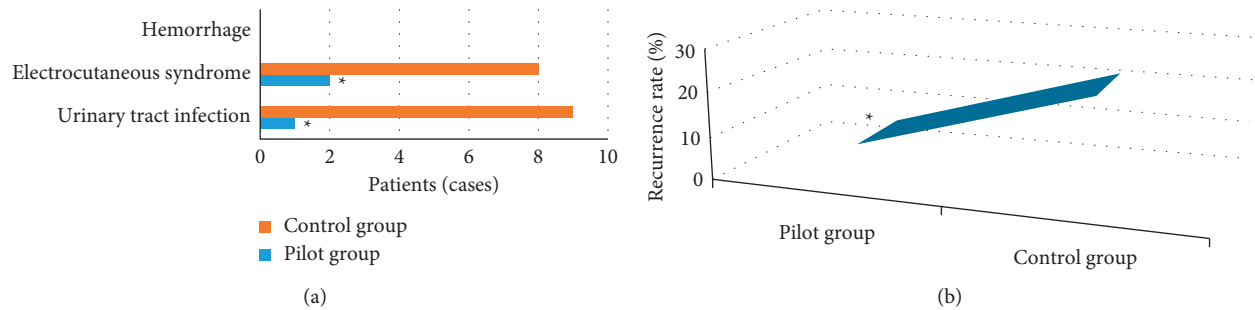 Hemorrhage
Electrocutaneous syndrome
*
Urinary tract infection
*
0 2 4 6 8 10
Patients (cases)
Control group
Pilot group
(a)
Recurrence rate (%)
30
20
10
0
*
Pilot group
Control group
(b)